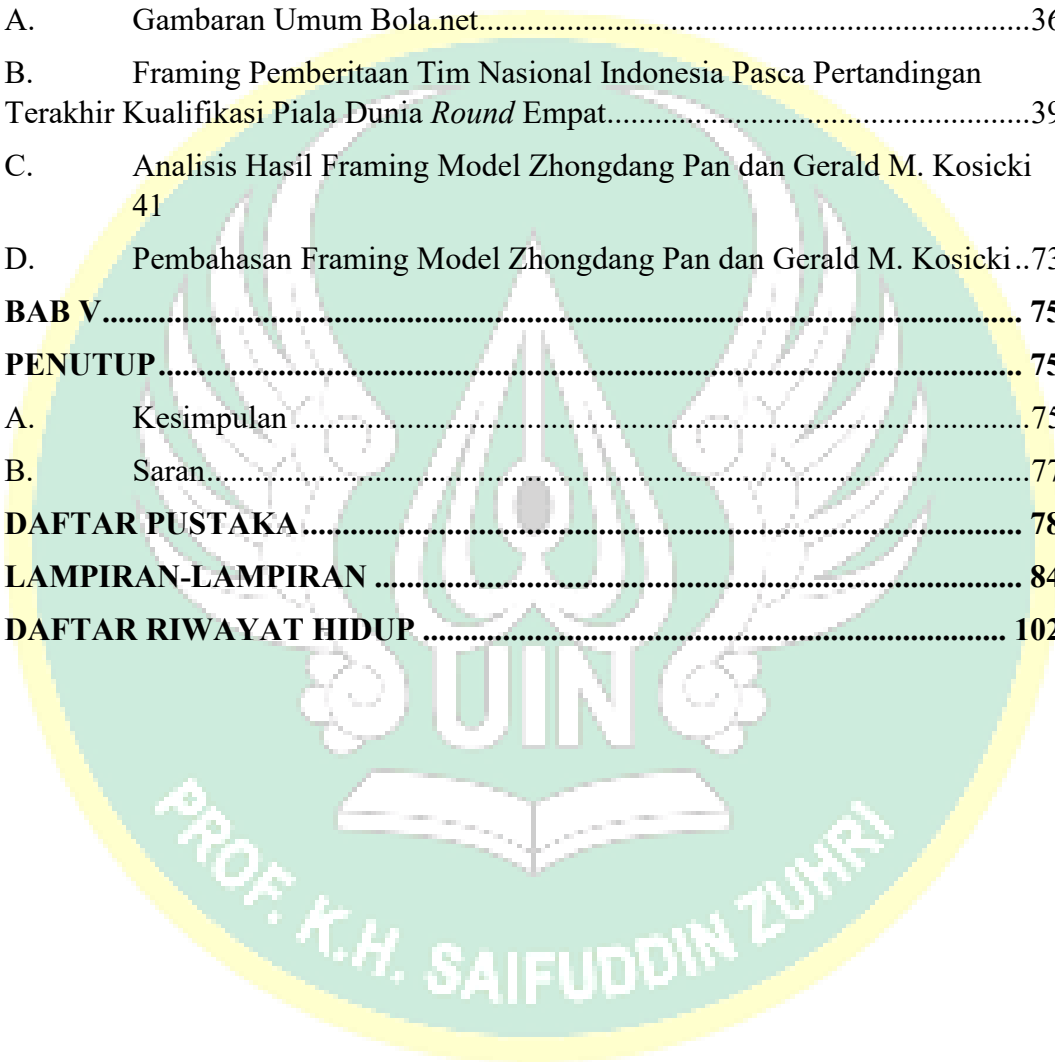 A. Gambaran Umum Bola.net.....................................................................36
B. Framing Pemberitaan Tim Nasional Indonesia Pasca Pertandingan
Terakhir Kualifikasi Piala Dunia Round Empat.....................................................39
C. Analisis Hasil Framing Model Zhongdang Pan dan Gerald M. Kosicki
41
D. Pembahasan Framing Model Zhongdang Pan dan Gerald M. Kosicki..73
BAB V.................................................................................................................... 75
PENUTUP............................................................................................................. 75
A. Kesimpulan ............................................................................................75
B. Saran.......................................................................................................77
DAFTAR PUSTAKA........................................................................................... 78
LAMPIRAN-LAMPIRAN .................................................................................. 84
DAFTAR RIWAYAT HIDUP .......................................................................... 102
UIN
PROF. K.H. SAIFUDDIN ZUHRI